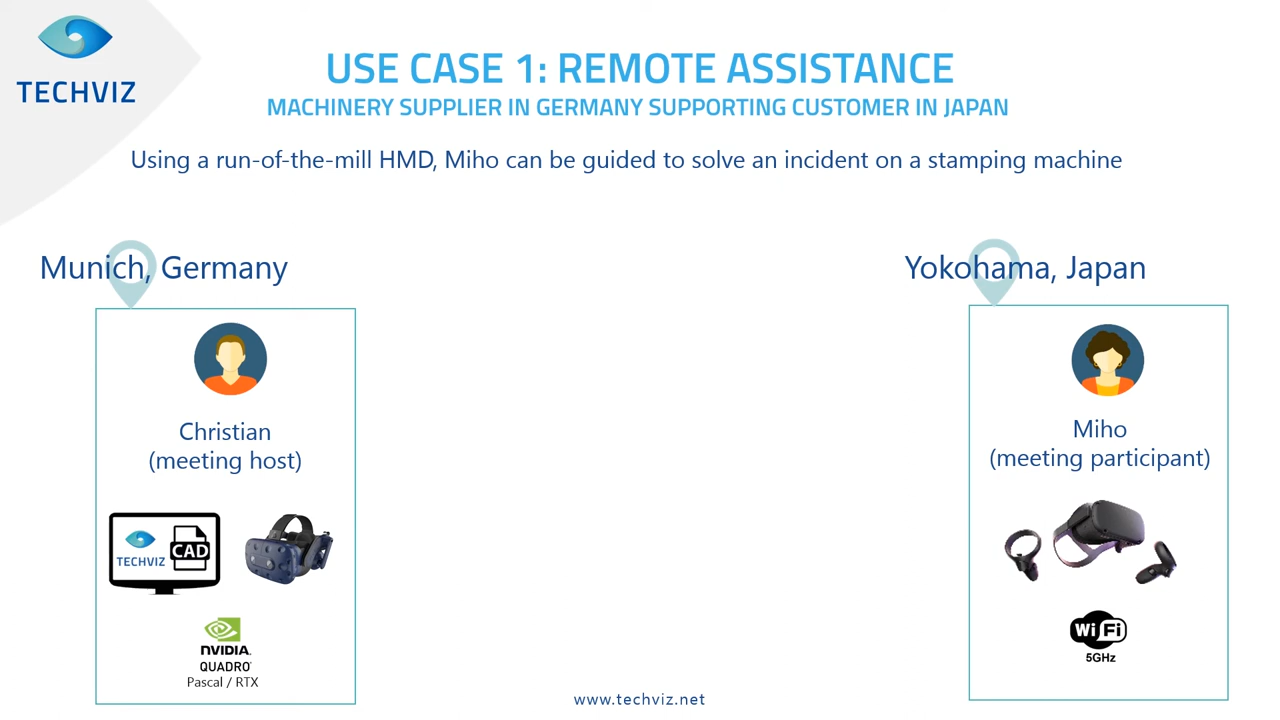 TECHVIZ
USE CASE 1: REMOTE ASSISTANCE
MACHINERY SUPPLIER IN GERMANY SUPPORTING CUSTOMER IN JAPAN
Using a run-of-the-mill HMD, Miho can be guided to solve an incident on a stamping machine
Munich, Germany
Christian
(meeting host)
TECHVIZ
CAD
NVIDIA.
QUADRO
Pascal / RTX
Yokohama, Japan
Miho
(meeting participant)
Wi Fi
5GHz
www.techviz.net